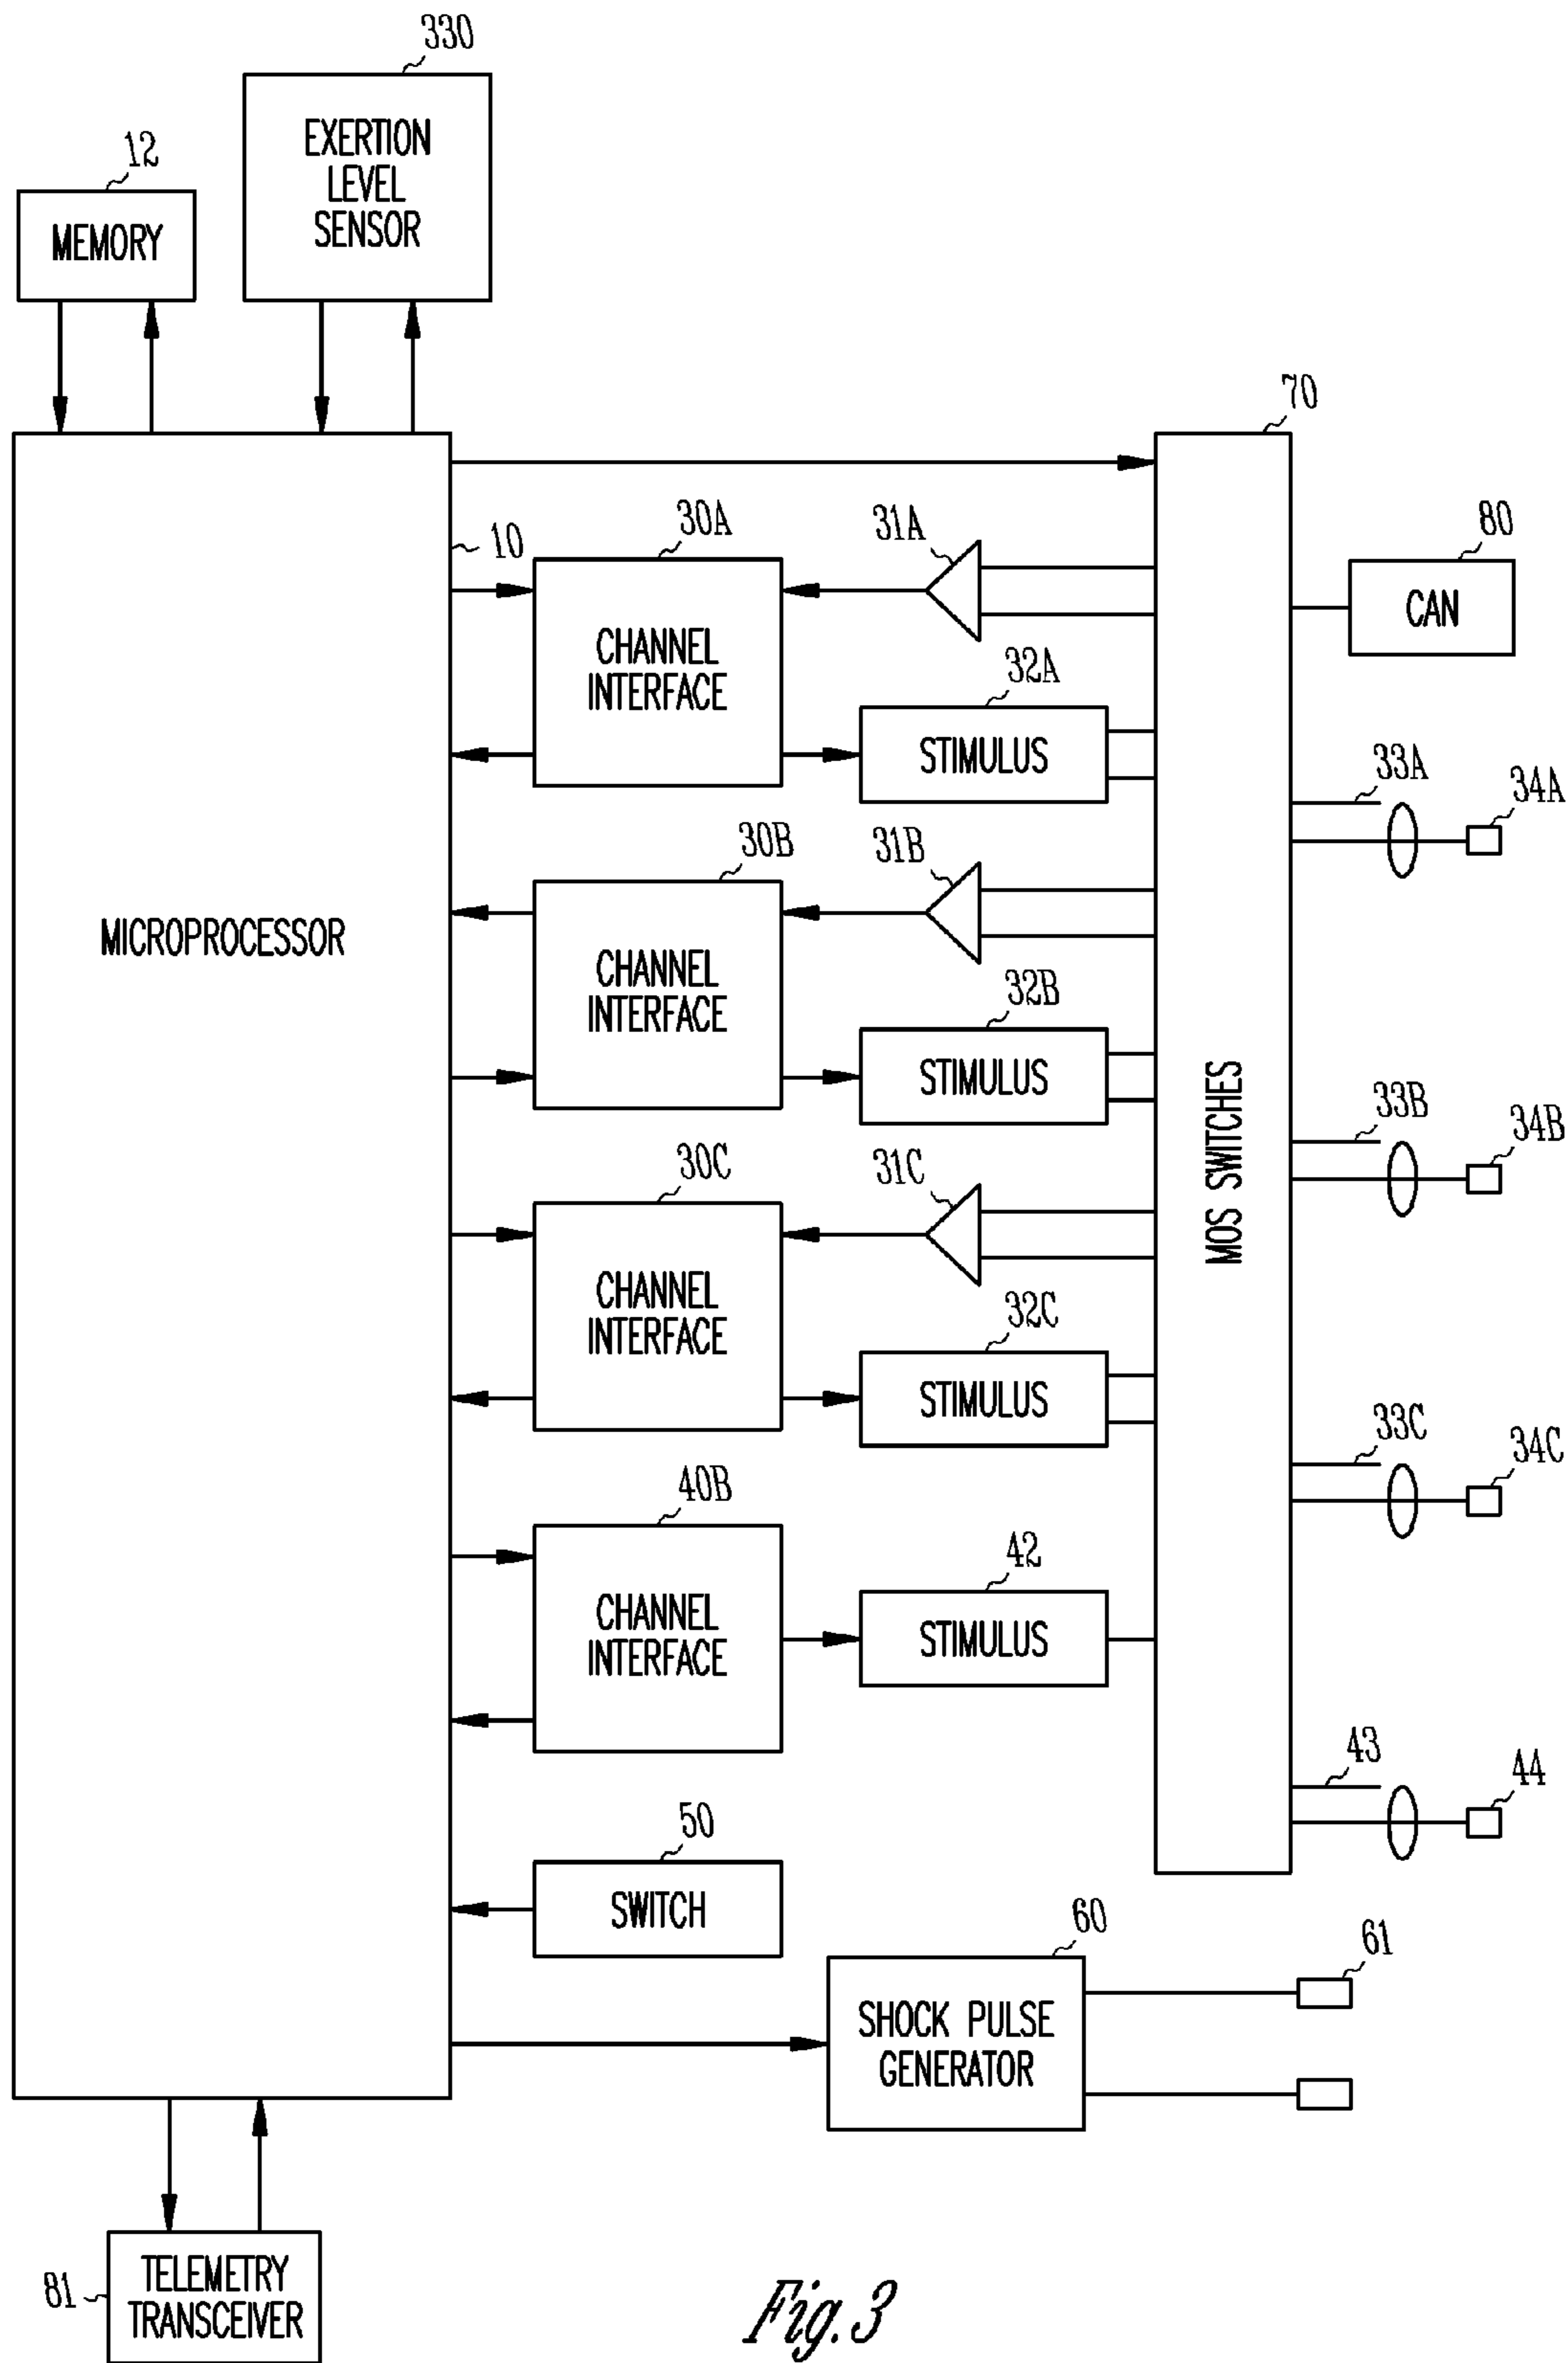 330
EXERTION
LEVEL
SENSOR
12
MEMORY
70
10
30A
31A
80
CHANNEL
INTERFACE
CAN
32A
STIMULUS
33A
34A
30B
31B
MICROPROCESSOR
CHANNEL
INTERFACE
32B
STIMULUS
MOS SWITCHES
33B
34B
30C
31C
CHANNEL
INTERFACE
32C
STIMULUS
33C
34C
40B
42
CHANNEL
INTERFACE
STIMULUS
43
44
50
SWITCH
60
61
SHOCK PULSE
GENERATOR
81
TELEMETRY
TRANSCEIVER
Fig. 3